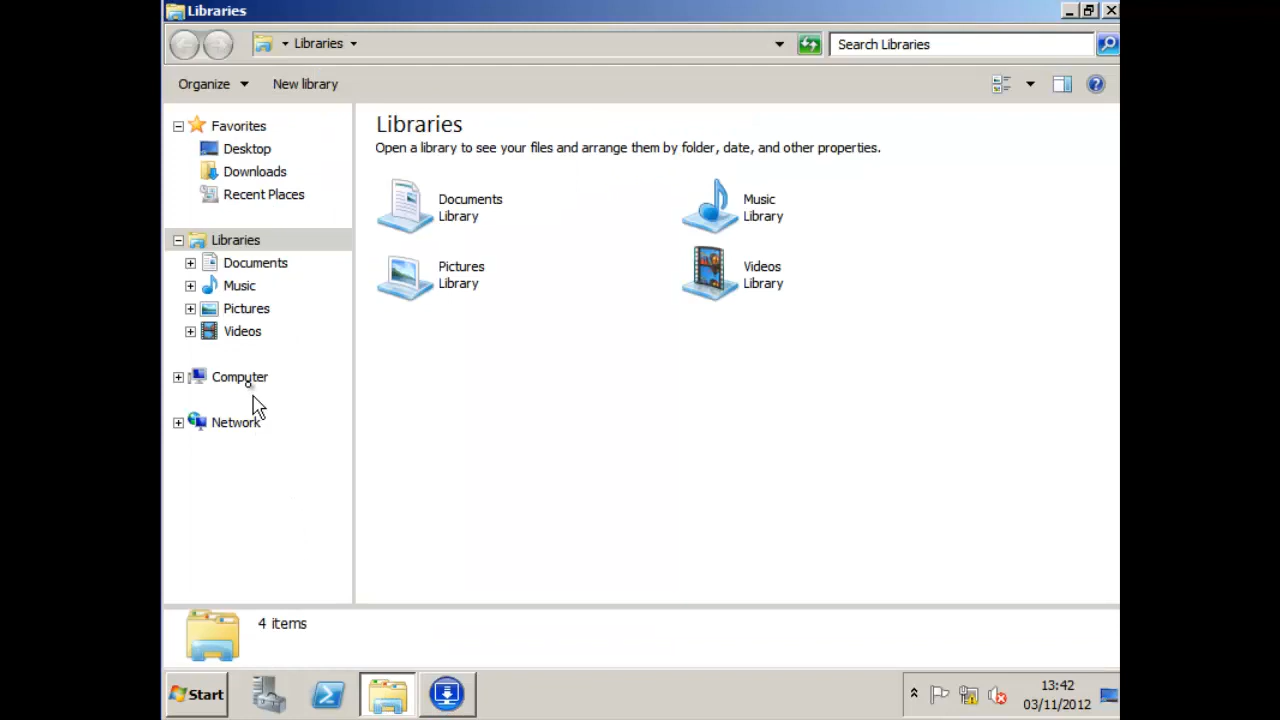 Libraries
Libraries
Search Libraries
Organize
New library
Favorites
Desktop
Downloads
Recent Places
Libraries
Documents
Music
Pictures
Videos
Computer
Network
Libraries
Open a library to see your files and arrange them by folder, date, and other properties.
Documents
Library
Music
Library
Pictures
Library
Videos
Library
4 items
Start
13:42
03/11/2012